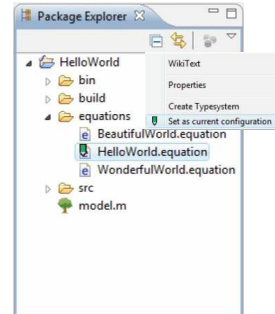 Package Explorer
HelloWorld
WikiText
bin
Properties
build
Create Typesystem
equations
Set as current configuration
BeautifulWorld.equation
HelloWorld.equation
WonderfulWorld.equation
src
model.m